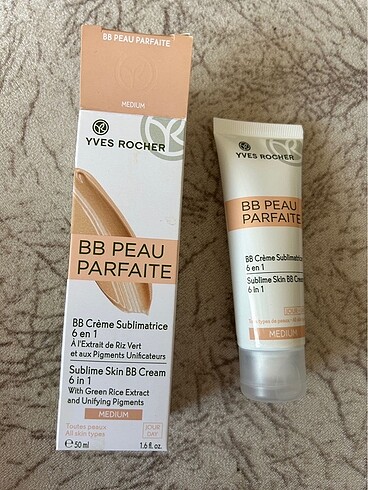 BB PEAU PARFAITE
MEDIUM
YVES ROCHER
BB PEAU
PARFAITE
BB Crème Sublimatrice
6 en 1
À l'Extrait de Riz Vert
et aux Pigments Unificateurs
Sublime Skin BB Cream
6 in 1
With Green Rice Extract
and Unifying Pigments
MEDIUM
Toutes peaux
All skin types
JOUR
DAY
℮ 50 ml
1.6 fl. oz.
YVES ROCHER
BB PEAU
PARFAITE
BB Crème Sublimatrice
6 en 1
Sublime Skin BB Cream
6 in 1
JOUR
MEDIUM